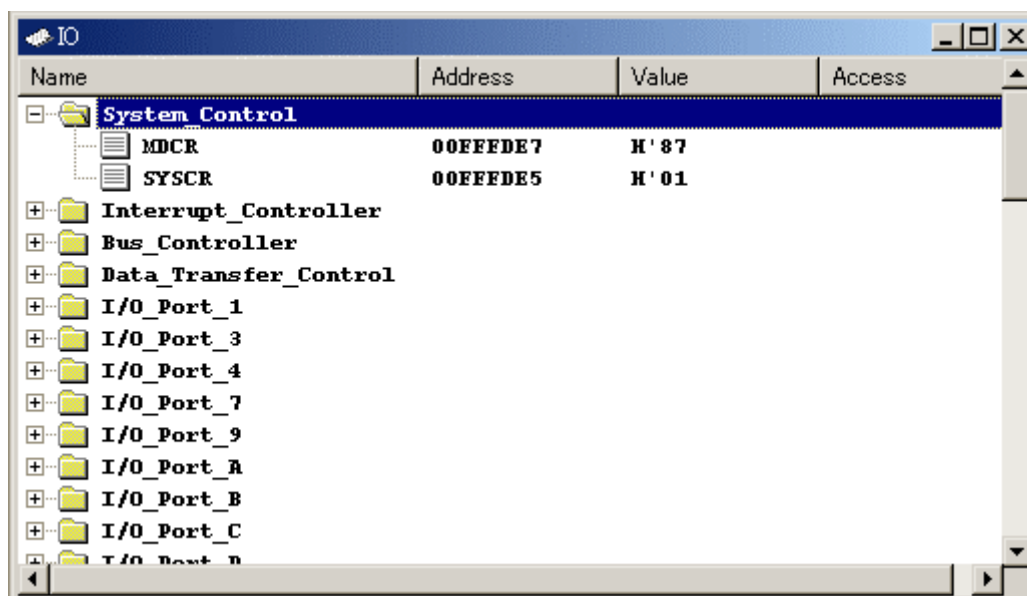 IO
Name Address Value Access
System_Control
MDCR 00FFFDE7 H'87
SYSCR 00FFFDE5 H'01
Interrupt_Controller
Bus_Controller
Data_Transfer_Control
I/O_Port_1
I/O_Port_3
I/O_Port_4
I/O_Port_7
I/O_Port_9
I/O_Port_A
I/O_Port_B
I/O_Port_C